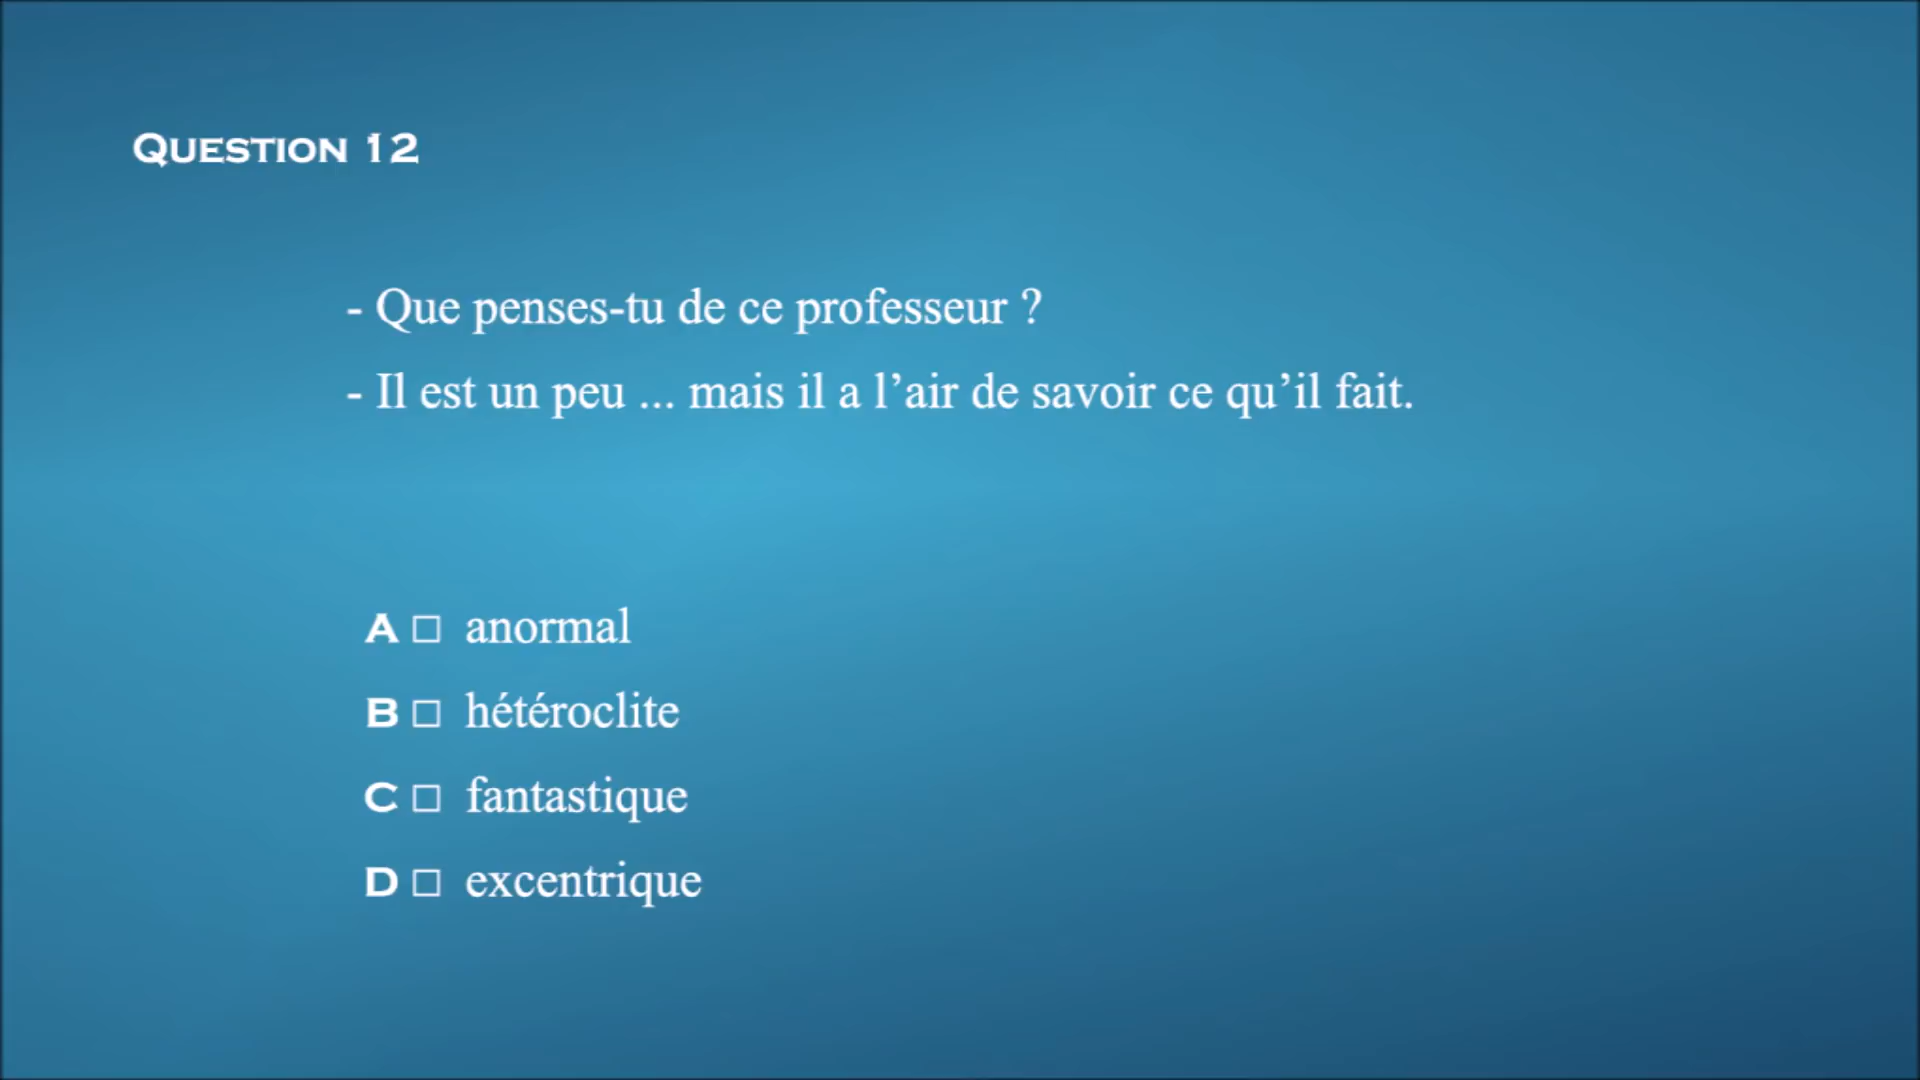 QUESTION 12
- Que penses-tu de ce professeur ?
- Il est un peu ... mais il a l’air de savoir ce qu’il fait.
A □ anormal
B □ hétéroclite
C □ fantastique
D □ excentrique